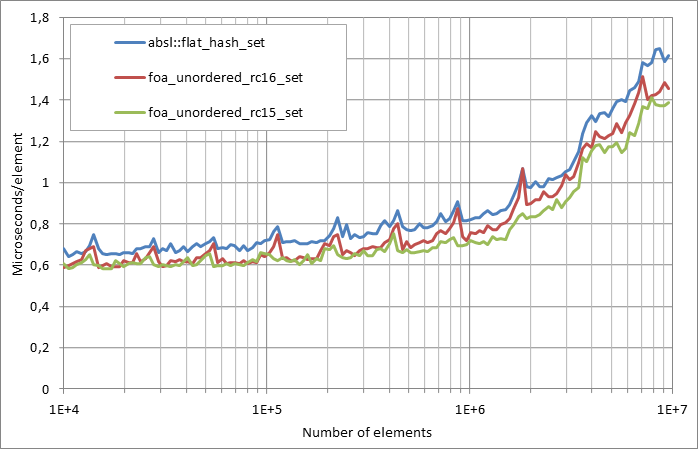 absl::flat_hash_set
foa_unordered_rc16_set
foa_unordered_rc15_set
Microseconds/element
1,8
1,6
1,4
1,2
1
0,8
0,6
0,4
0,2
0
1E+4
1E+5
1E+6
1E+7
Number of elements